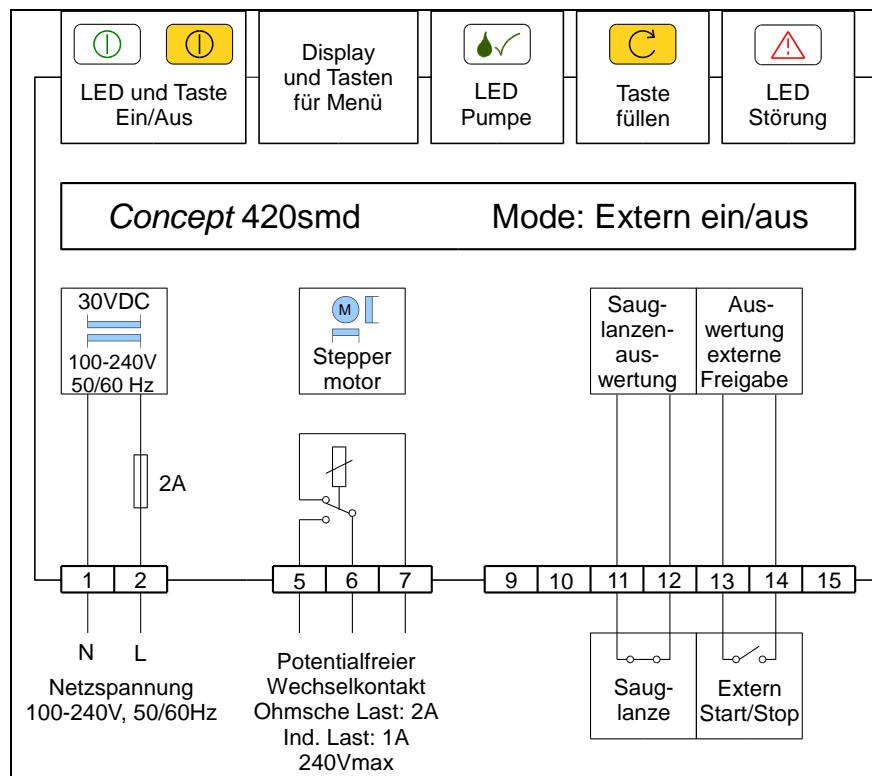 LED und Taste
Ein/Aus
Display
und Tasten
für Menü
LED
Pumpe
Taste
füllen
LED
Störung
Concept 420smd
Mode: Extern ein/aus
30VDC
100-240V
50/60 Hz
M
Stepper
motor
Saug-
lanzen-
aus-
wertung
Aus-
wertung
externe
Freigabe
2A
1 2 5 6 7 9 10 11 12 13 14 15
N L
Netzspannung
100-240V, 50/60Hz
Potentialfreier
Wechselkontakt
Ohmsche Last: 2A
Ind. Last: 1A
240Vmax
Saug-
lanze
Extern
Start/Stop